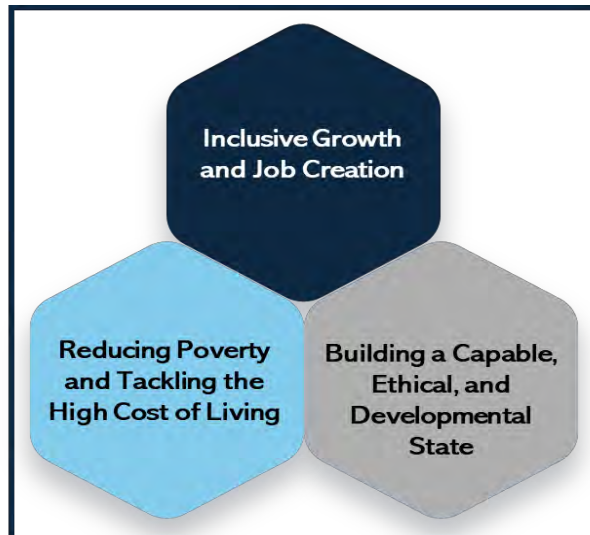 Inclusive Growth
and Job Creation
Reducing Poverty
and Tackling the
High Cost of Living
Building a Capable,
Ethical, and
Developmental
State